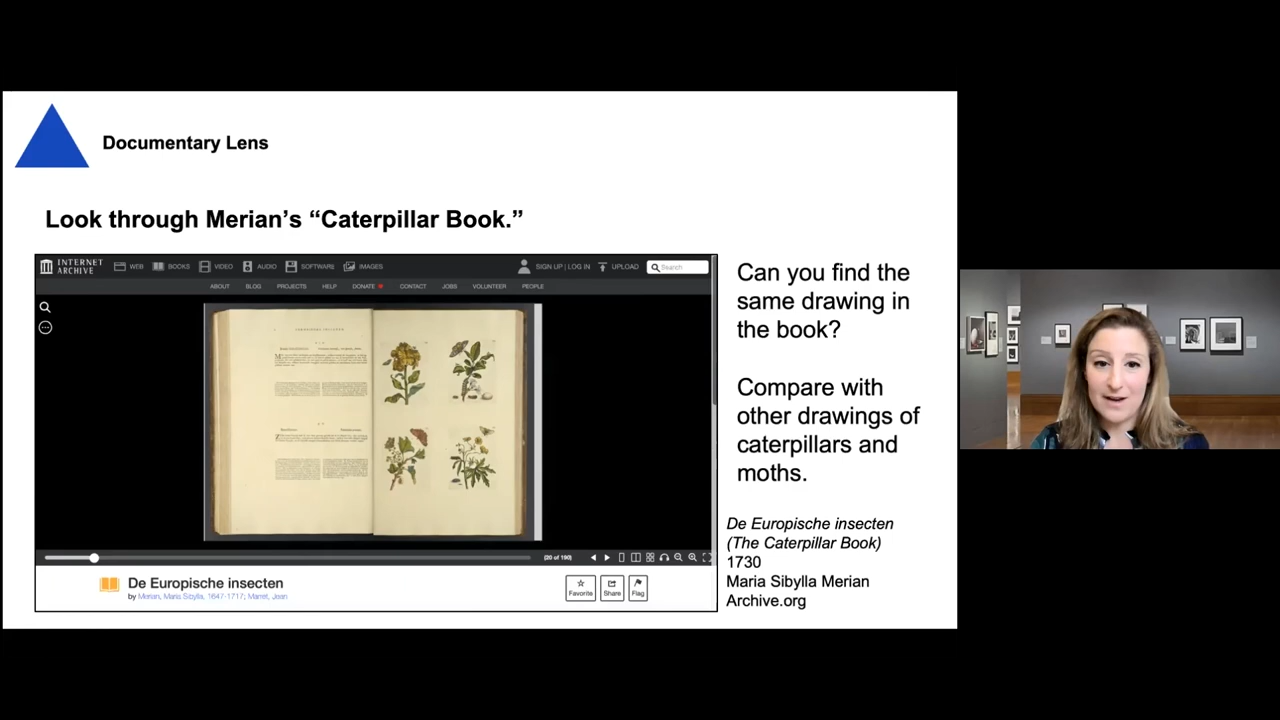 Documentary Lens
Look through Merian’s “Caterpillar Book.”
INTERNET
ARCHIVE
WEB
BOOKS
VIDEO
AUDIO
SOFTWARE
IMAGES
SIGN UP | LOG IN
UPLOAD
Search
ABOUT
BLOG
PROJECTS
HELP
DONATE
CONTACT
JOBS
VOLUNTEER
PEOPLE
(20 of 190)
De Europische insecten
by Merian, Maria Sibylla, 1647-1717; Marret, Jean
Favorite
Share
Flag
Can you find the
same drawing in
the book?
Compare with
other drawings of
caterpillars and
moths.
De Europische insecten
(The Caterpillar Book)
1730
Maria Sibylla Merian
Archive.org